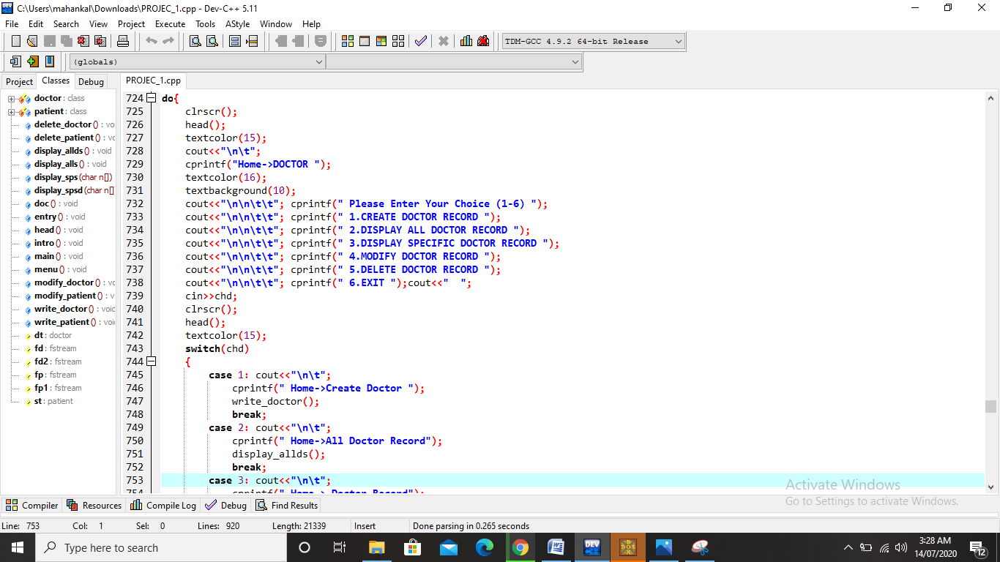 C:\Users\mahankal\Downloads\PROJEC_1.cpp - Dev-C++ 5.11
File Edit Search View Project Execute Tools AStyle Window Help
TDM-GCC 4.9.2 64-bit Release
(globals)
Project Classes Debug PROJEC_1.cpp
doctor : class
patient : class
delete_doctor () : vo
delete_patient () : vc
display_allds () : void
display_alls () : void
display_sps (char n[])
display_spsd (char n[]
doc () : void
entry () : void
head () : void
intro () : void
main () : void
menu () : void
modify_doctor () : vc
modify_patient () : v
write_doctor () : voic
write_patient () : voi
dt : doctor
fd : fstream
fd2 : fstream
fp : fstream
fp1 : fstream
st : patient
724 do{
725 clrscr();
726 head();
727 textcolor(15);
728 cout<<"\n\t";
729 cprintf("Home->DOCTOR ");
730 textcolor(16);
731 textbackground(10);
732 cout<<"\n\n\t\t"; cprintf(" Please Enter Your Choice (1-6) ");
733 cout<<"\n\n\t\t"; cprintf(" 1.CREATE DOCTOR RECORD ");
734 cout<<"\n\n\t\t"; cprintf(" 2.DISPLAY ALL DOCTOR RECORD ");
735 cout<<"\n\n\t\t"; cprintf(" 3.DISPLAY SPECIFIC DOCTOR RECORD ");
736 cout<<"\n\n\t\t"; cprintf(" 4.MODIFY DOCTOR RECORD ");
737 cout<<"\n\n\t\t"; cprintf(" 5.DELETE DOCTOR RECORD ");
738 cout<<"\n\n\t\t"; cprintf(" 6.EXIT ");cout<<"  ";
739 cin>>chd;
740 clrscr();
741 head();
742 textcolor(15);
743 switch(chd)
744 {
745 case 1: cout<<"\n\t";
746 cprintf(" Home->Create Doctor ");
747 write_doctor();
748 break;
749 case 2: cout<<"\n\t";
750 cprintf(" Home->All Doctor Record");
751 display_allds();
752 break;
753 case 3: cout<<"\n\t";
Activate Windows
Go to Settings to activate Windows.
Compiler Resources Compile Log Debug Find Results
Line: 753 Col: 1 Sel: 0 Lines: 920 Length: 21339 Insert Done parsing in 0.265 seconds
Type here to search
3:28 AM
14/07/2020
12